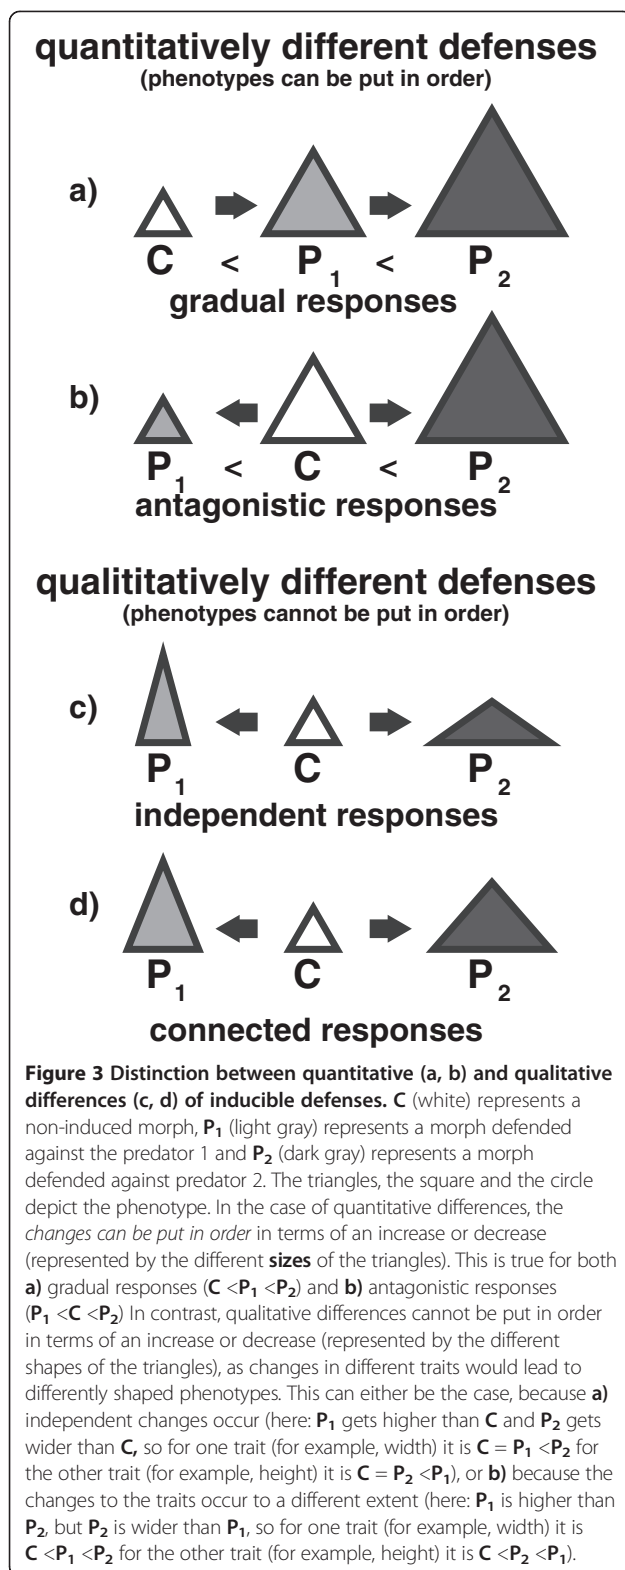 quantitatively different defenses
(phenotypes can be put in order)
a)
C < P1 < P2
gradual responses
b)
P1 < C < P2
antagonistic responses
qualititatively different defenses
(phenotypes cannot be put in order)
c)
P1 C P2
independent responses
d)
P1 C P2
connected responses
Figure 3 Distinction between quantitative (a, b) and qualitative
differences (c, d) of inducible defenses. C (white) represents a
non-induced morph, P1 (light gray) represents a morph defended
against the predator 1 and P2 (dark gray) represents a morph
defended against predator 2. The triangles, the square and the circle
depict the phenotype. In the case of quantitative differences, the
changes can be put in order in terms of an increase or decrease
(represented by the different sizes of the triangles). This is true for both
a) gradual responses (C <P1 <P2) and b) antagonistic responses
(P1 <C <P2) In contrast, qualitative differences cannot be put in order
in terms of an increase or decrease (represented by the different
shapes of the triangles), as changes in different traits would lead to
differently shaped phenotypes. This can either be the case, because a)
independent changes occur (here: P1 gets higher than C and P2 gets
wider than C, so for one trait (for example, width) it is C = P1 <P2 for
the other trait (for example, height) it is C = P2 <P1), or b) because the
changes to the traits occur to a different extent (here: P1 is higher than
P2, but P2 is wider than P1, so for one trait (for example, width) it is
C <P1 <P2 for the other trait (for example, height) it is C <P2 <P1).